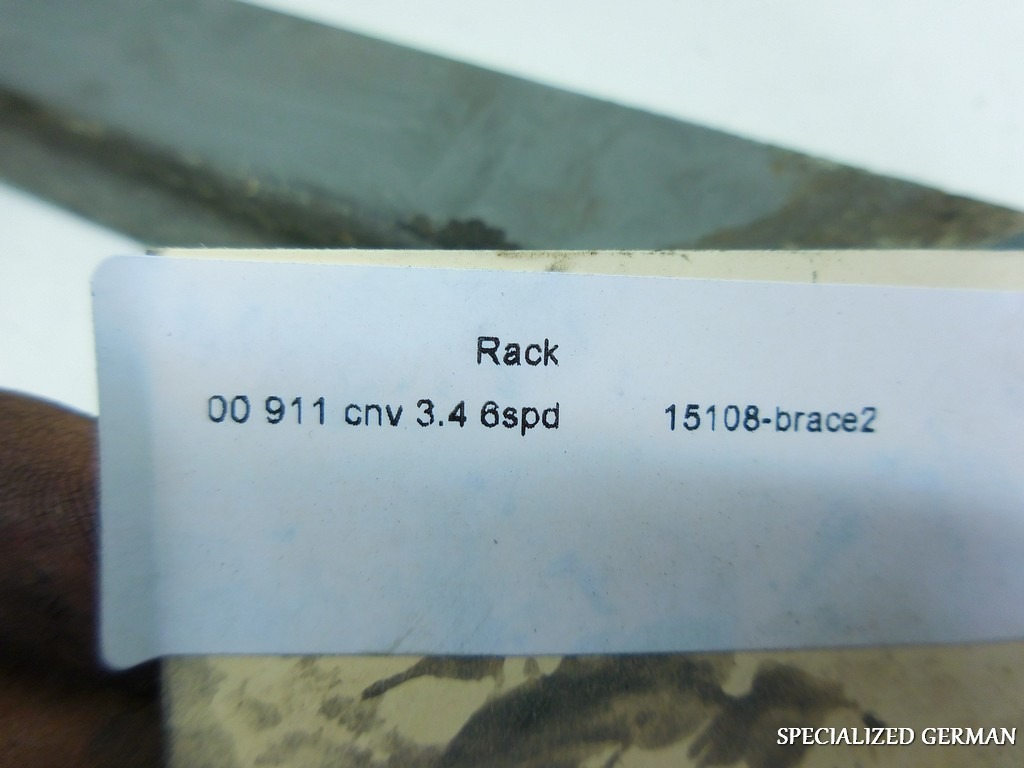 Rack
00 911 cnv 3.4 6spd 15108-brace2
SPECIALIZED GERMAN